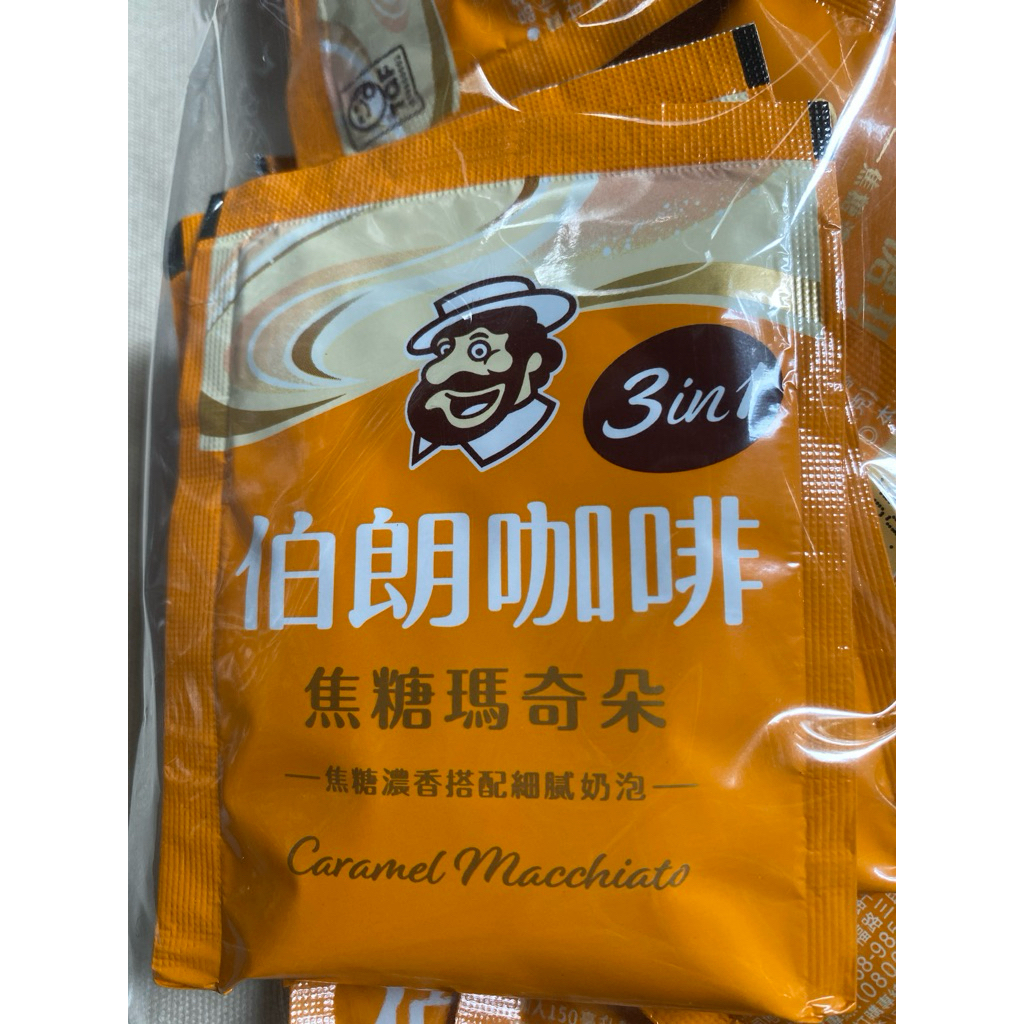 TQF
3in1
伯朗咖啡
焦糖瑪奇朵
焦糖濃香搭配細膩奶泡
Caramel Macchiato